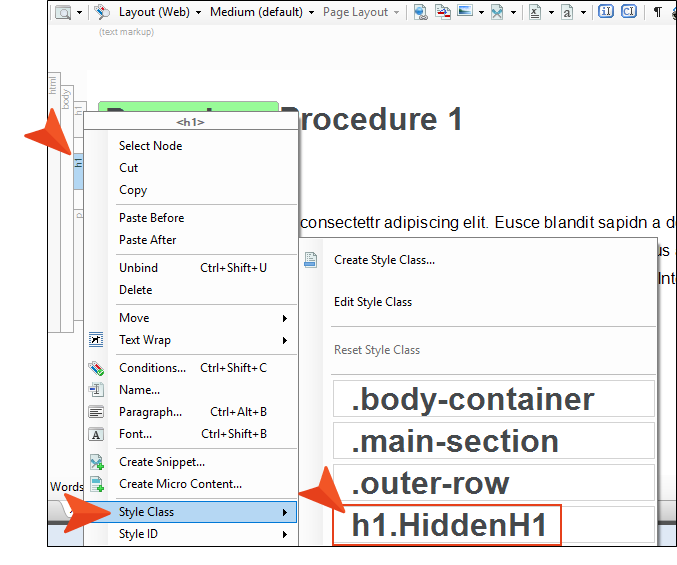 Layout (Web) Medium (default) Page Layout
(text markup)
html
body
h1
h1
p
Procedure 1
<h1>
Select Node
Cut
Copy
Paste Before
consectettr adipiscing elit. Eusce blandit sapidn a d
Paste After
us a
Create Style Class...
Unbind Ctrl+Shift+U
Int
Delete
Edit Style Class
Move
Text Wrap
Reset Style Class
Conditions... Ctrl+Shift+C
Name...
.body-container
Paragraph... Ctrl+Alt+B
Font... Ctrl+Shift+B
.main-section
Create Snippet...
Words
Create Micro Content...
.outer-row
Style Class
h1.HiddenH1
Style ID